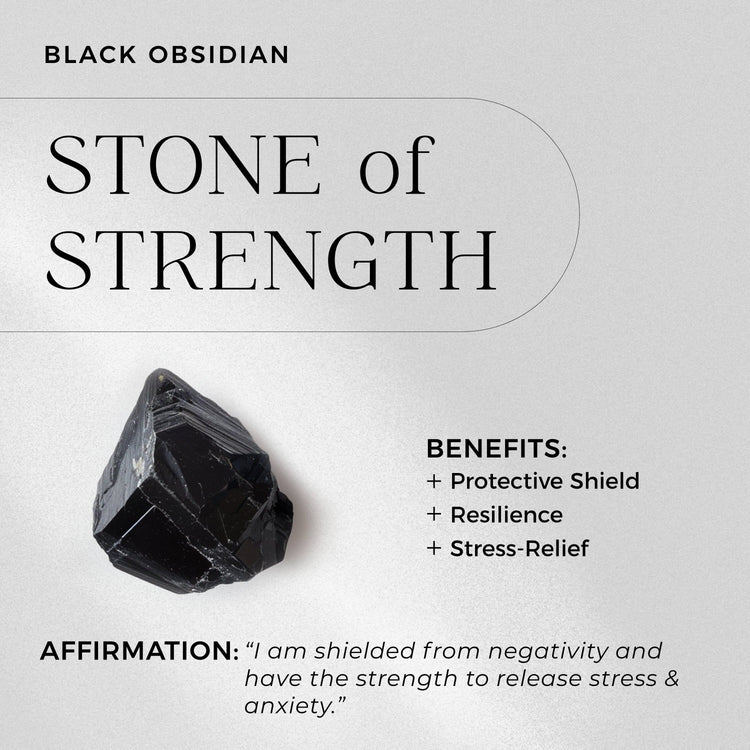 BLACK OBSIDIAN
STONE of
STRENGTH
BENEFITS:
+ Protective Shield
+ Resilience
+ Stress-Relief
AFFIRMATION: “I am shielded from negativity and
have the strength to release stress &
anxiety.”